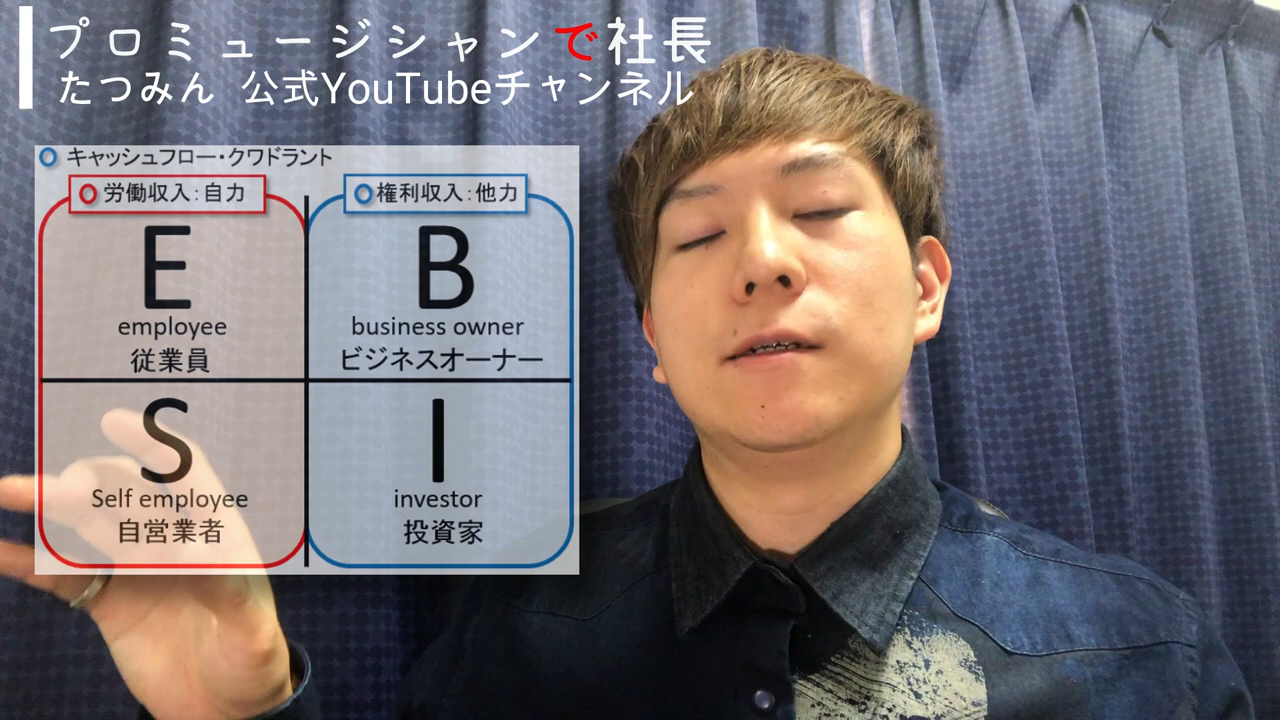 プロミュージシャンで社長
たつみん 公式YouTubeチャンネル
キャッシュフロー・クワドラント
労働収入:自力
権利収入:他力
E
employee
従業員
B
business owner
ビジネスオーナー
S
Self employee
自営業者
I
investor
投資家